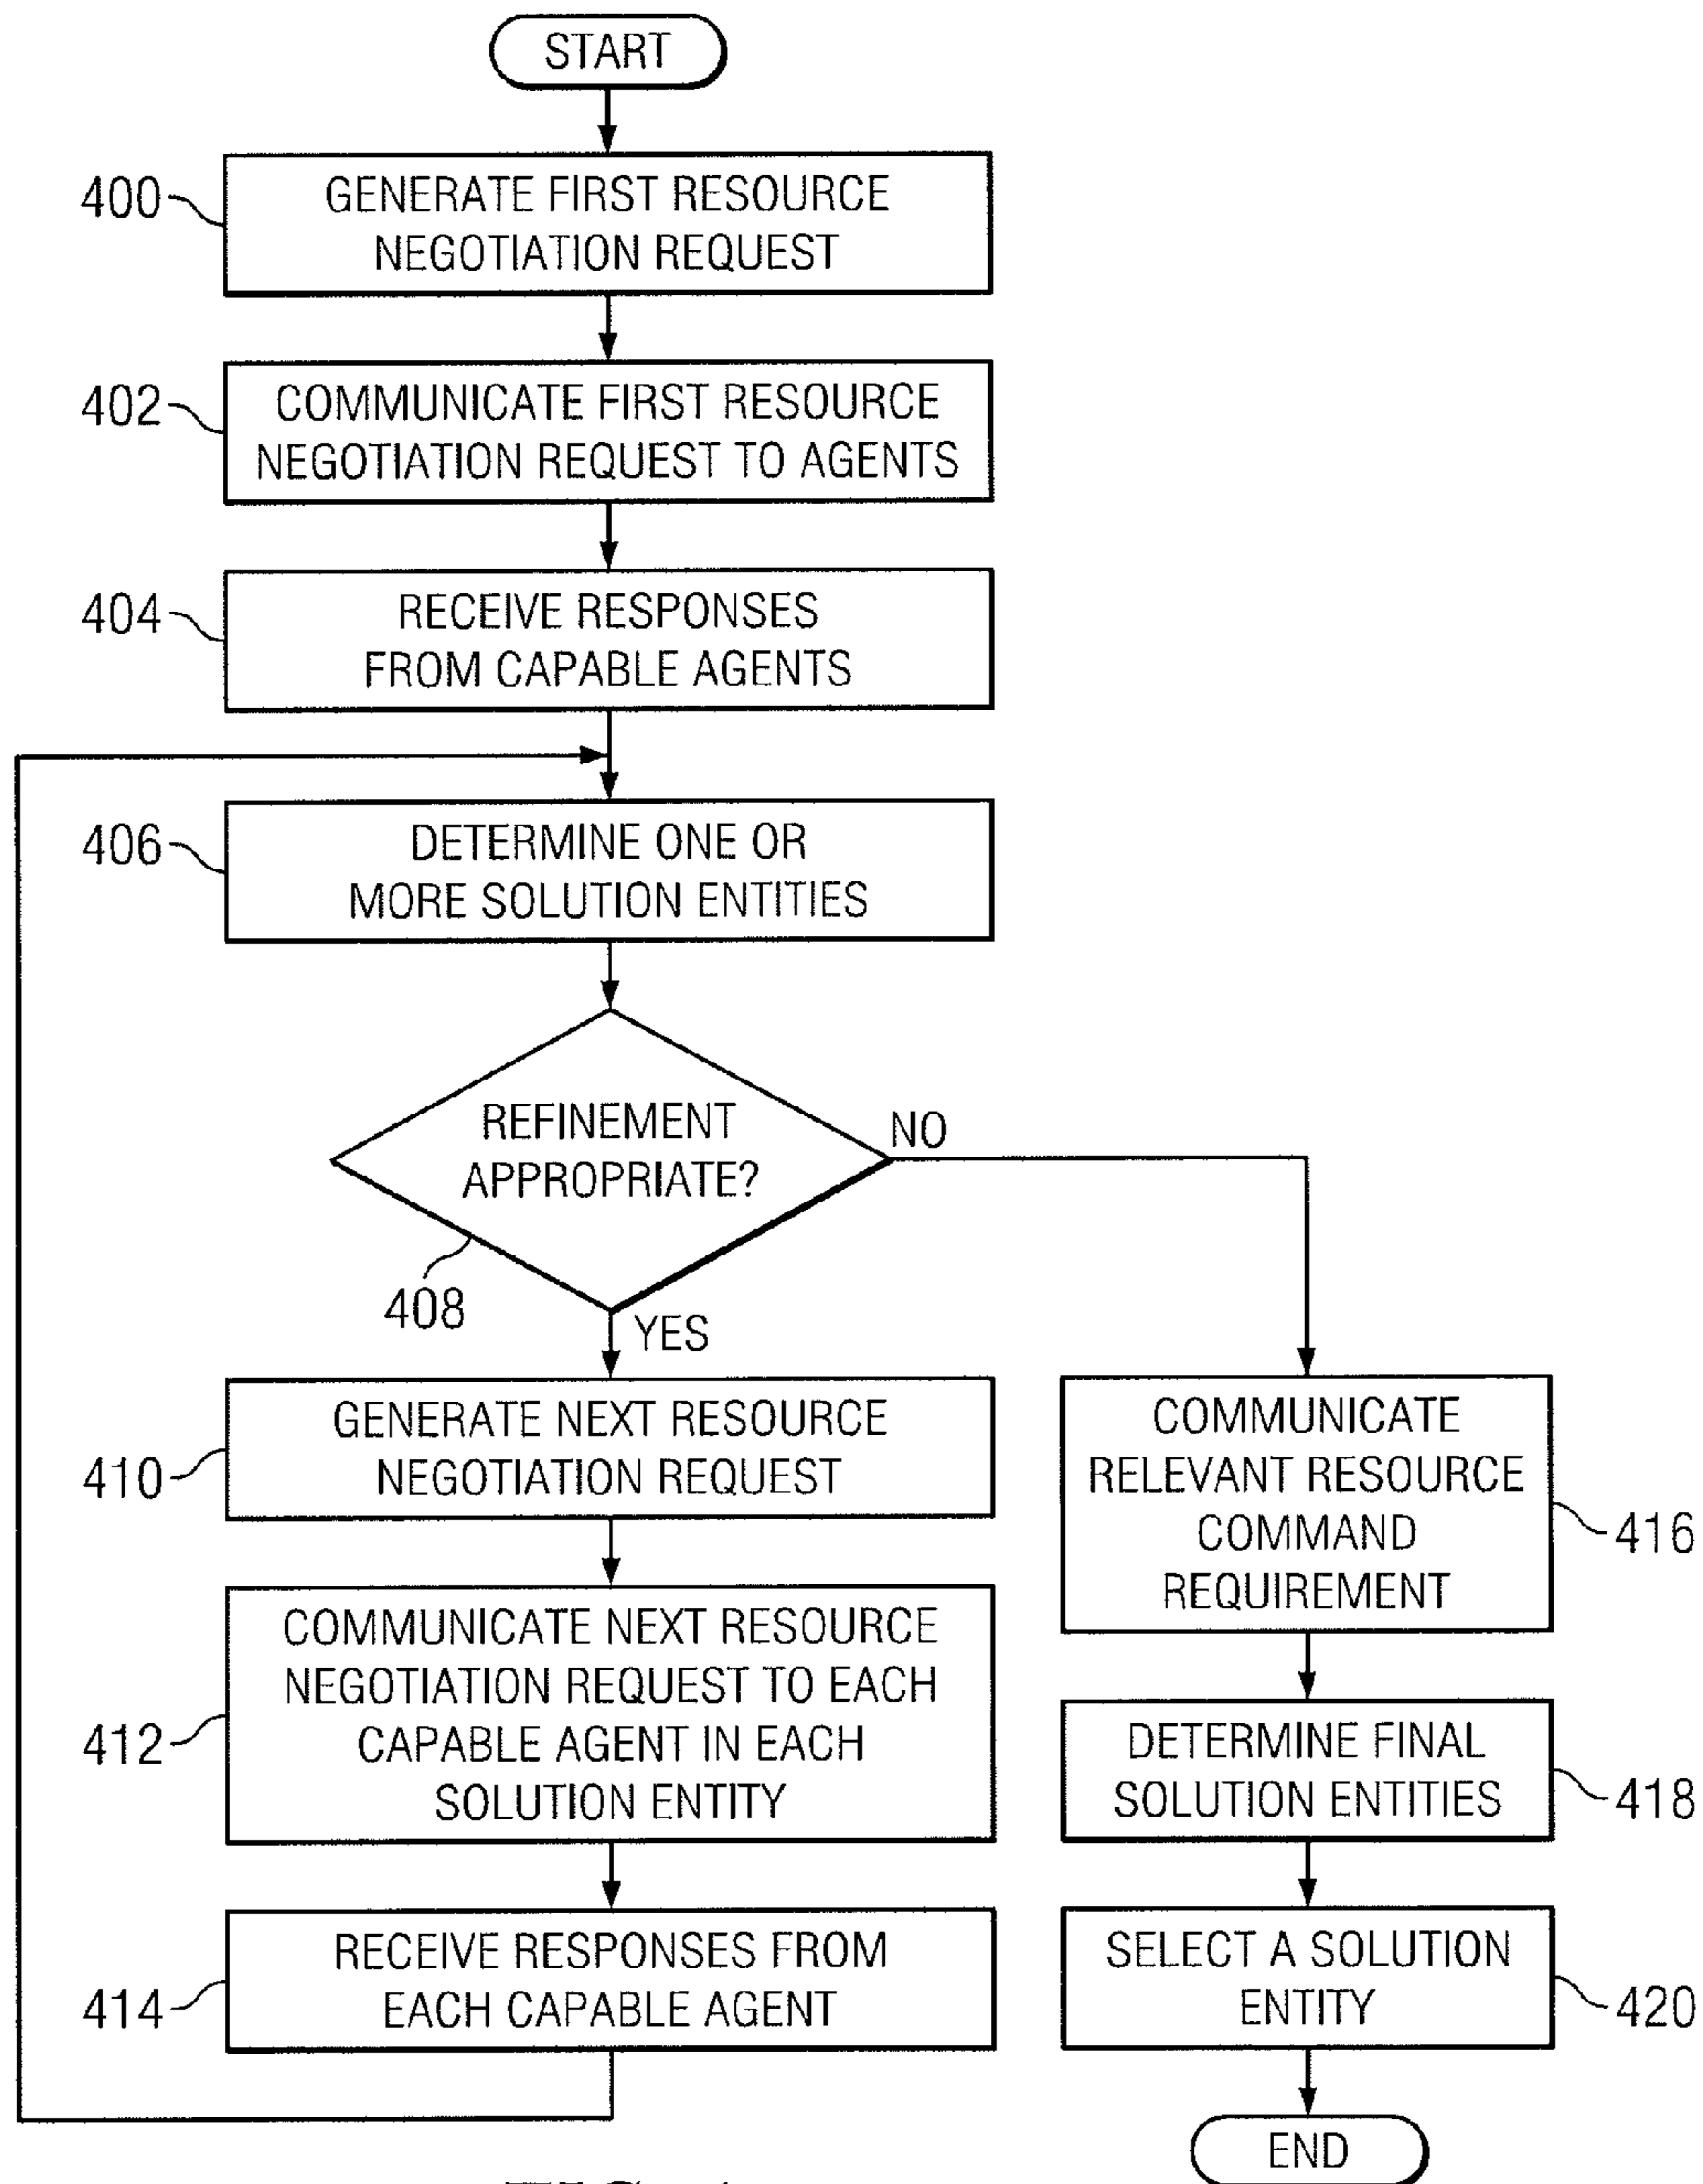 START
400
GENERATE FIRST RESOURCE
NEGOTIATION REQUEST
402
COMMUNICATE FIRST RESOURCE
NEGOTIATION REQUEST TO AGENTS
404
RECEIVE RESPONSES
FROM CAPABLE AGENTS
406
DETERMINE ONE OR
MORE SOLUTION ENTITIES
REFINEMENT
APPROPRIATE?
NO
408
YES
410
GENERATE NEXT RESOURCE
NEGOTIATION REQUEST
COMMUNICATE
RELEVANT RESOURCE
COMMAND
REQUIREMENT
416
412
COMMUNICATE NEXT RESOURCE
NEGOTIATION REQUEST TO EACH
CAPABLE AGENT IN EACH
SOLUTION ENTITY
DETERMINE FINAL
SOLUTION ENTITIES
418
414
RECEIVE RESPONSES FROM
EACH CAPABLE AGENT
SELECT A SOLUTION
ENTITY
420
END